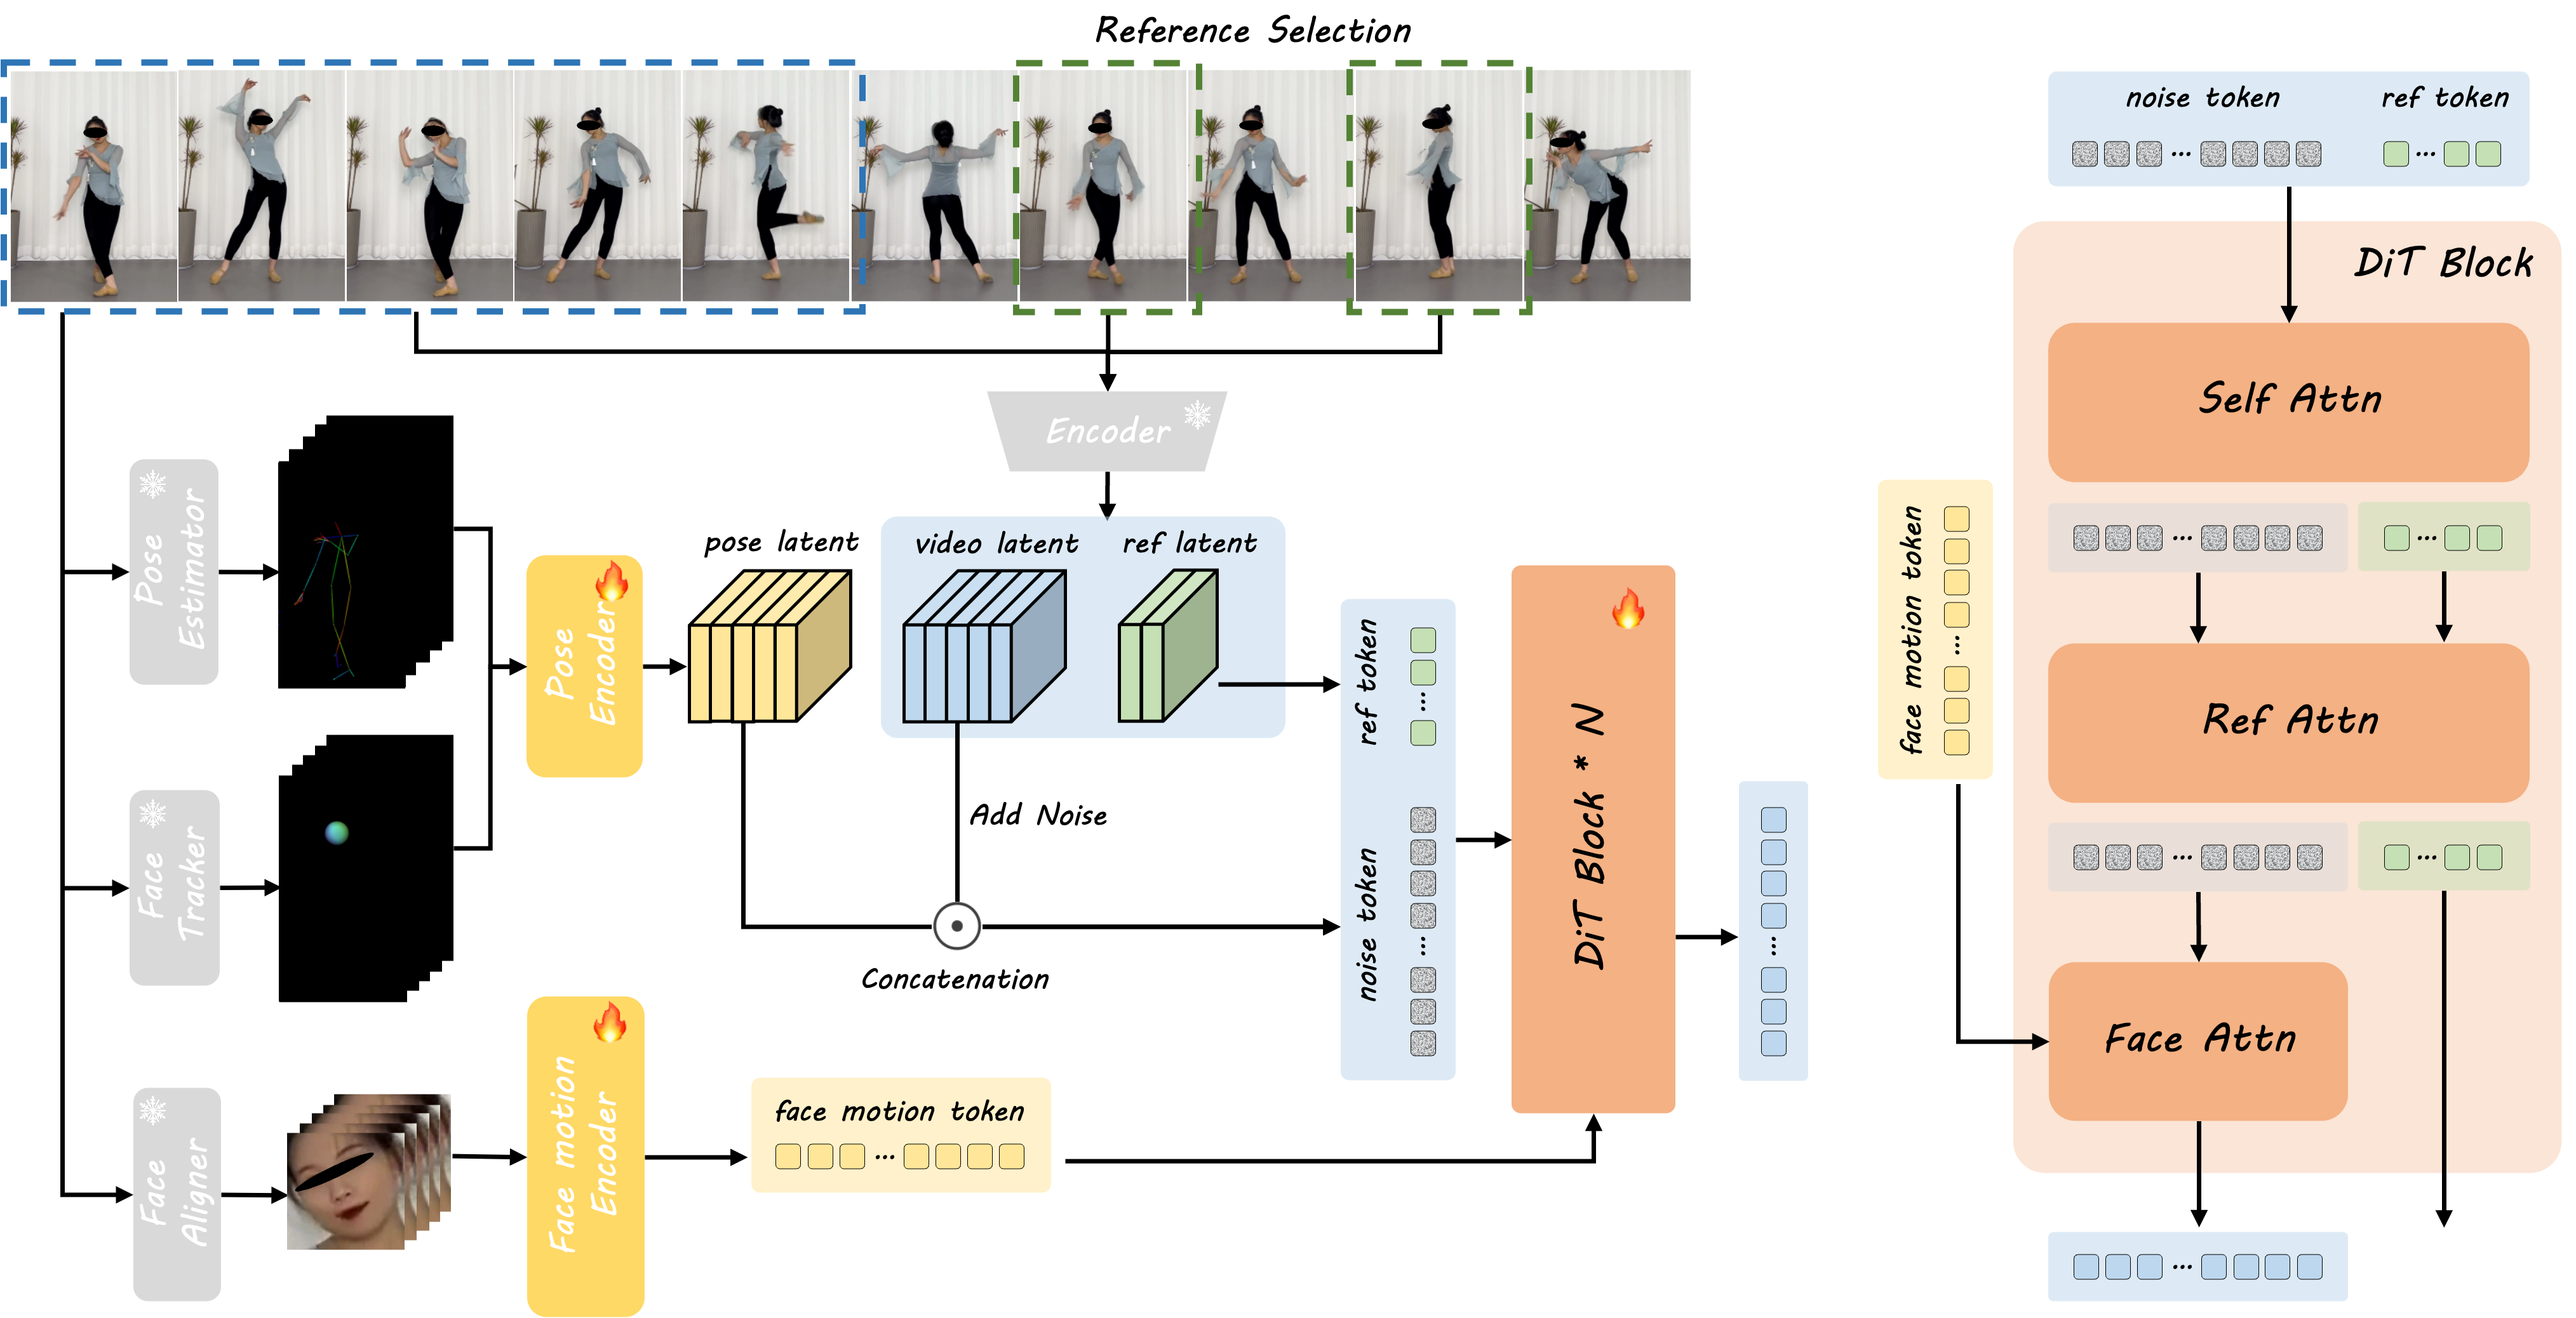 Reference Selection
noise token
ref token
DiT Block
Self Attn
Encoder
Pose
Estimator
Pose
Encoder
pose latent
video latent
ref latent
ref token
face motion token
Ref Attn
DiT Block * N
Face
Tracker
Add Noise
noise token
Concatenation
Face Attn
Face
Aligner
Face motion
Encoder
face motion token